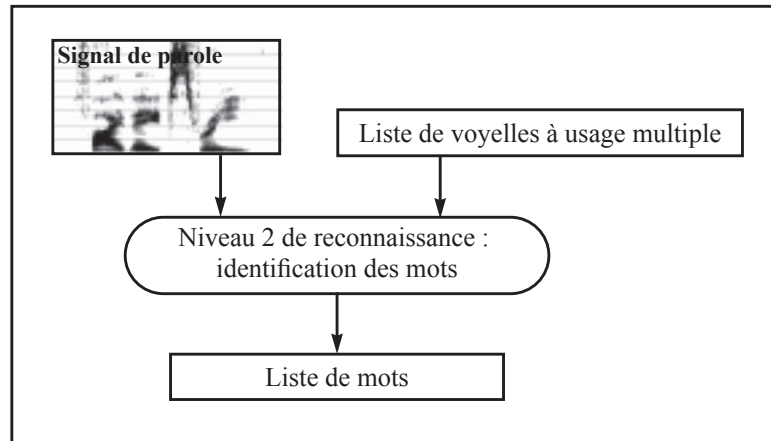 Signal de parole
Liste de voyelles à usage multiple
Niveau 2 de reconnaissance :
identification des mots
Liste de mots